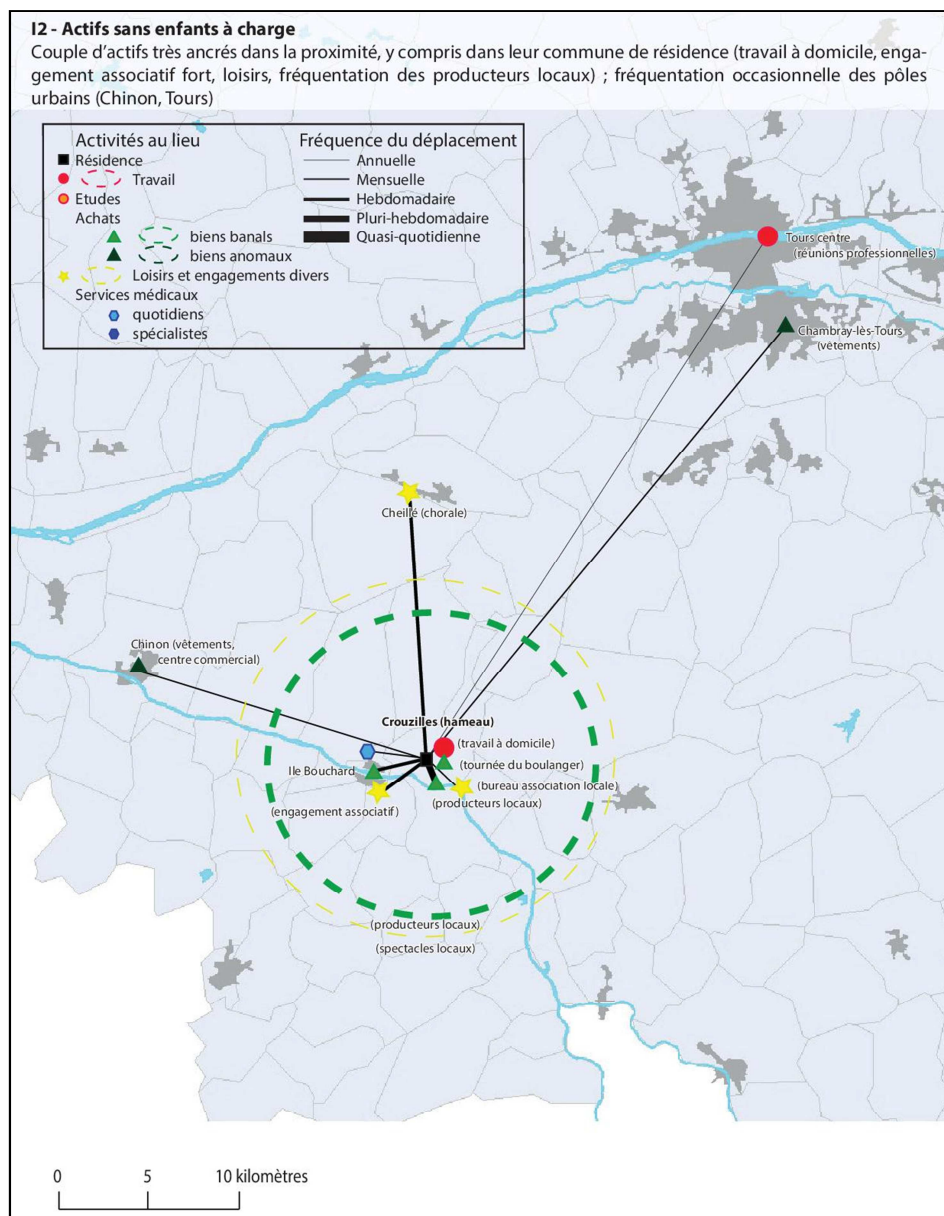 I2 - Actifs sans enfants à charge
Couple d'actifs très ancrés dans la proximité, y compris dans leur commune de résidence (travail à domicile, enga-
gement associatif fort, loisirs, fréquentation des producteurs locaux) ; fréquentation occasionnelle des pôles
urbains (Chinon, Tours)
Activités au lieu
Résidence
Travail
Etudes
Achats
biens banals
biens anomaux
Loisirs et engagements divers
Services médicaux
quotidiens
spécialistes
Fréquence du déplacement
Annuelle
Mensuelle
Hebdomadaire
Pluri-hebdomadaire
Quasi-quotidienne
Tours centre
(réunions professionnelles)
Chambray-lès-Tours
(vêtements)
Cheillé (chorale)
Chinon (vêtements,
centre commercial)
Crouzilles (hameau)
(travail à domicile)
(tournée du boulanger)
Ile Bouchard
(bureau association locale)
(producteurs locaux)
(engagement associatif)
(producteurs locaux)
(spectacles locaux)
0 5 10 kilomètres